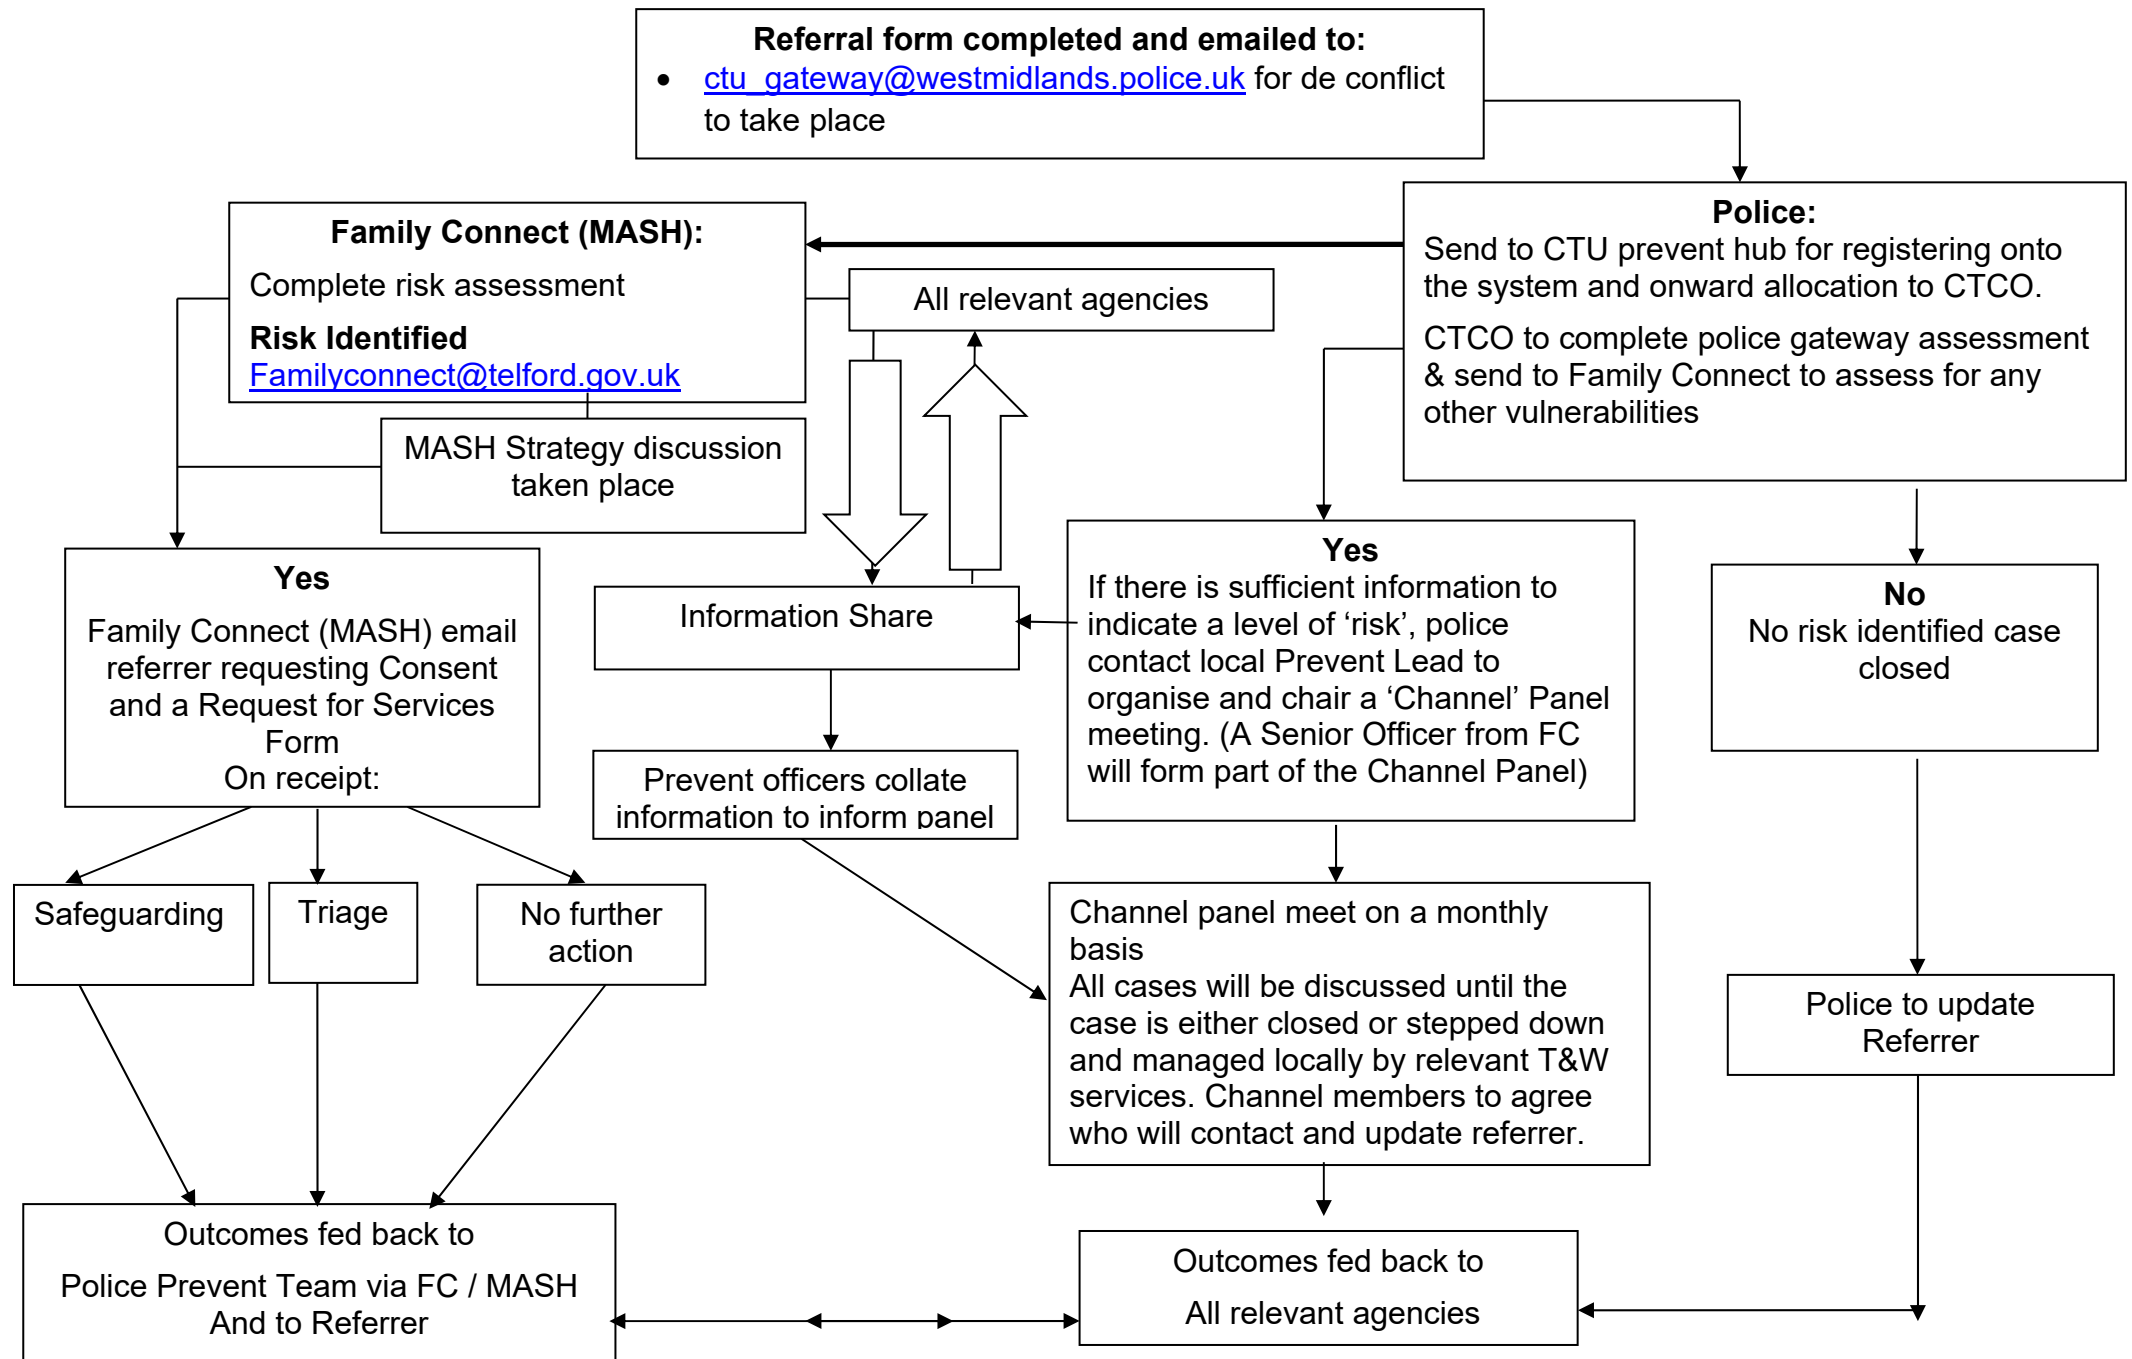 Referral form completed and emailed to:
• ctu_gateway@westmidlands.police.uk for de conflict
to take place
Police:
Send to CTU prevent hub for registering onto
the system and onward allocation to CTCO.
CTCO to complete police gateway assessment
& send to Family Connect to assess for any
other vulnerabilities
Family Connect (MASH):
Complete risk assessment
Risk Identified
Familyconnect@telford.gov.uk
All relevant agencies
MASH Strategy discussion
taken place
Yes
Family Connect (MASH) email
referrer requesting Consent
and a Request for Services
Form
On receipt:
Information Share
Yes
If there is sufficient information to
indicate a level of ‘risk’, police
contact local Prevent Lead to
organise and chair a ‘Channel’ Panel
meeting. (A Senior Officer from FC
will form part of the Channel Panel)
No
No risk identified case
closed
Prevent officers collate
information to inform panel
Safeguarding
Triage
No further
action
Channel panel meet on a monthly
basis
All cases will be discussed until the
case is either closed or stepped down
and managed locally by relevant T&W
services. Channel members to agree
who will contact and update referrer.
Police to update
Referrer
Outcomes fed back to
Police Prevent Team via FC / MASH
And to Referrer
Outcomes fed back to
All relevant agencies